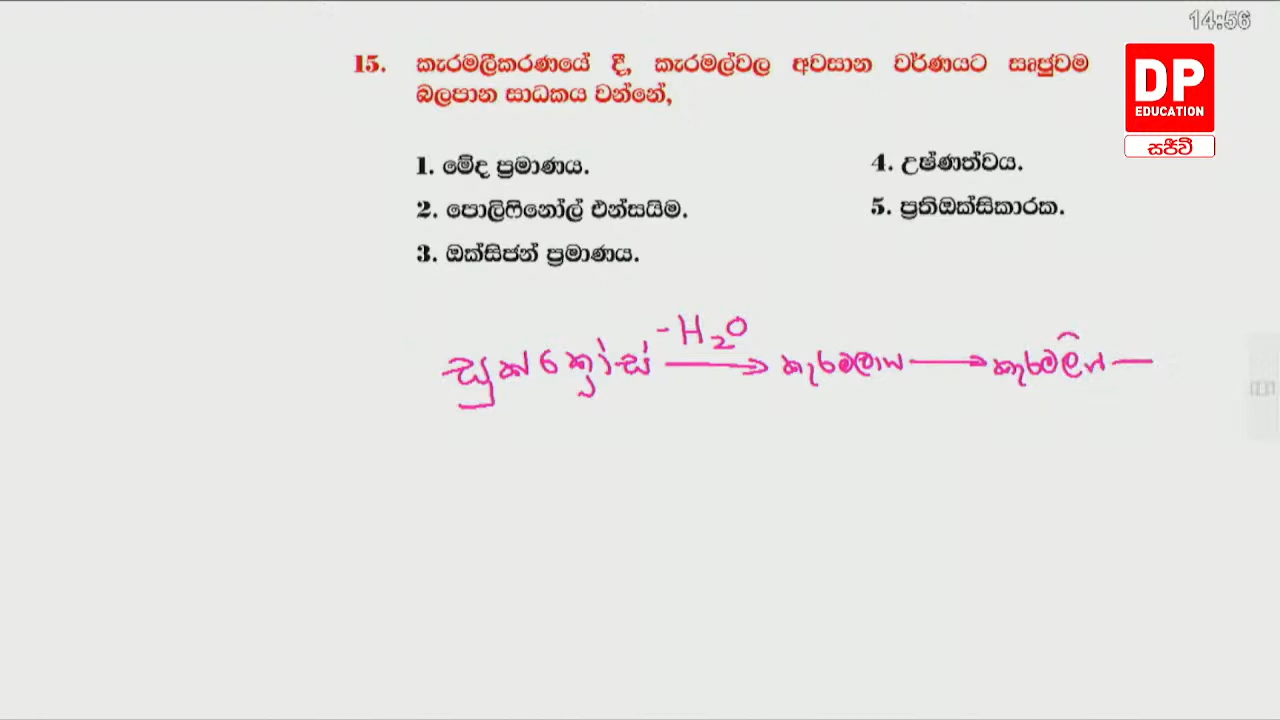 14:56
15. කැරමලීකරණයේ දී, කැරමල්වල අවසාන වර්ණයට සෘජුවම
බලපාන සාධකය වන්නේ,
DP
EDUCATION
සජීවී
1. මේද ප්‍රමාණය.
2. පොලිෆිනෝල් එන්සයිම.
3. ඔක්සිජන් ප්‍රමාණය.
4. උෂ්ණත්වය.
5. ප්‍රතිඔක්සිකාරක.
-H₂O
සුක්රෝස් → කැරමලාන → කැරමලින් —